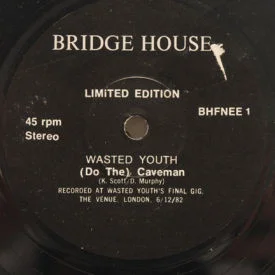 BRIDGE HOUSE
LIMITED EDITION
45 rpm
Stereo
BHFNEE 1
WASTED YOUTH
(Do The) Caveman
(K. Scott/D. Murphy)
RECORDED AT WASTED YOUTH'S FINAL GIG,
THE VENUE, LONDON, 6/12/82